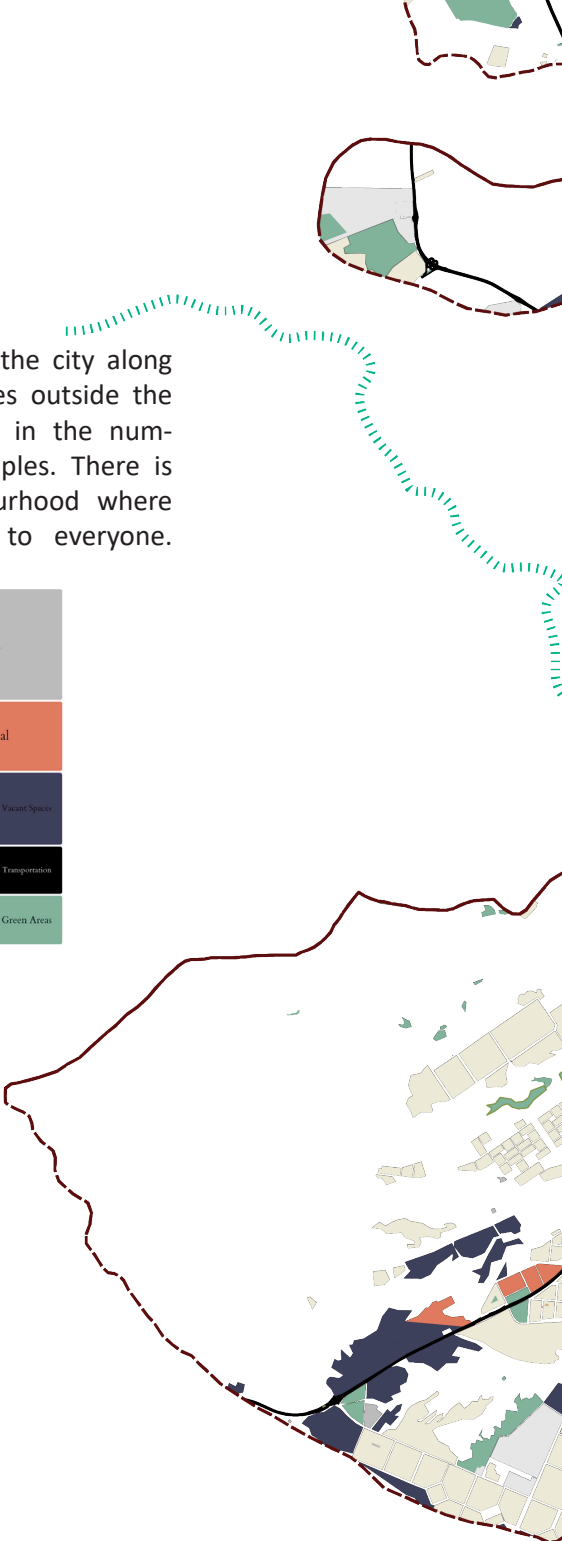 the city along
es outside the
in the num-
ples. There is
urhood where
to everyone.
al
Vacant Spaces
Transportation
Green Areas